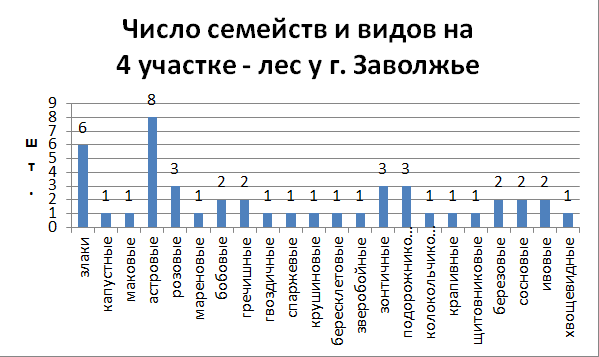 Число семейств и видов на
4 участке - лес у г. Заволжье
шт.
9
8
7
6
5
4
3
2
1
0
6 1 1 8 3 1 2 2 1 1 1 1 1 3 3 1 1 1 2 2 2 1
злаки
капустные
маковые
астровые
розовые
мареновые
бобовые
гречишные
гвоздичные
спаржевые
крушиновые
бересклетовые
зверобойные
зонтичные
подорожнико...
колокольчико...
крапивные
щитовниковые
березовые
сосновые
ивовые
хвощевидные